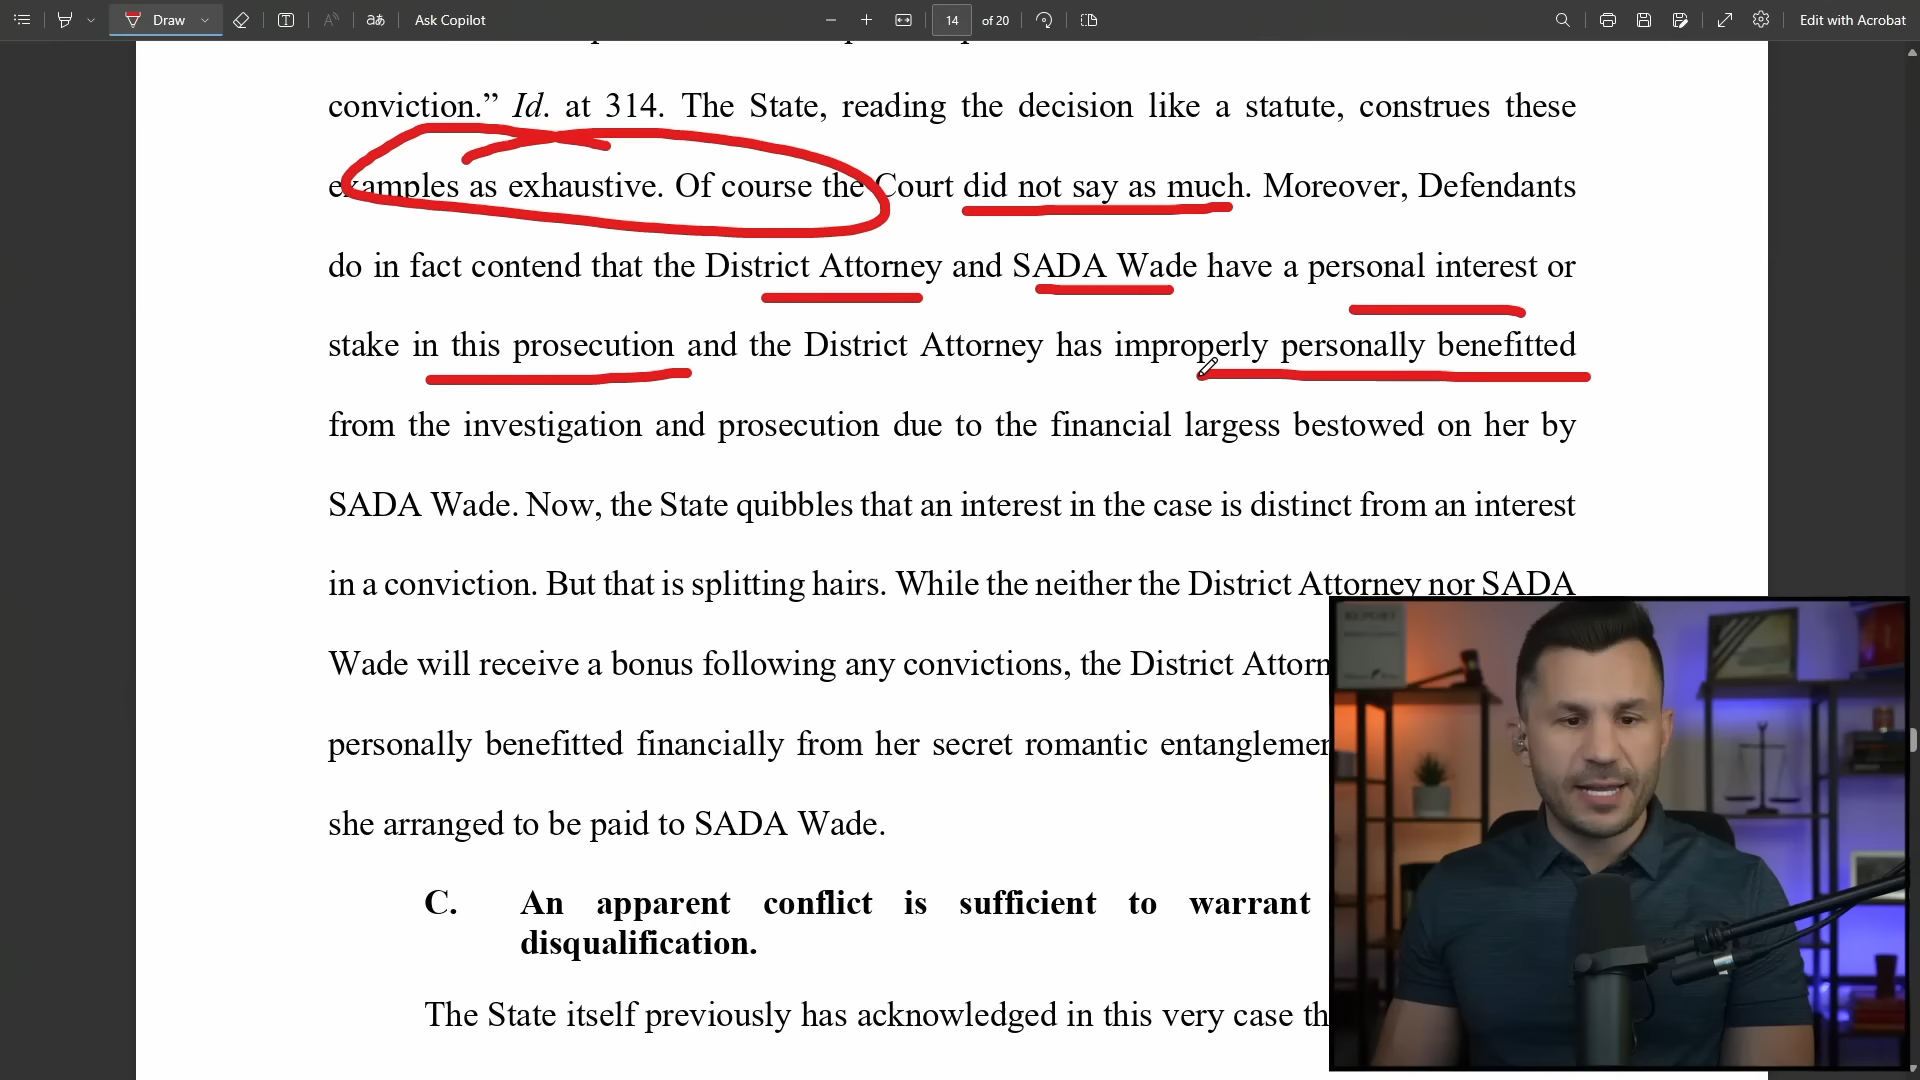 Draw Ask Copilot 14 of 20 Edit with Acrobat
conviction.” Id. at 314. The State, reading the decision like a statute, construes these
examples as exhaustive. Of course the Court did not say as much. Moreover, Defendants
do in fact contend that the District Attorney and SADA Wade have a personal interest or
stake in this prosecution and the District Attorney has improperly personally benefitted
from the investigation and prosecution due to the financial largess bestowed on her by
SADA Wade. Now, the State quibbles that an interest in the case is distinct from an interest
in a conviction. But that is splitting hairs. While the neither the District Attorney nor SADA
Wade will receive a bonus following any convictions, the District Attorn
personally benefitted financially from her secret romantic entanglemen
she arranged to be paid to SADA Wade.
C. An apparent conflict is sufficient to warrant
disqualification.
The State itself previously has acknowledged in this very case th